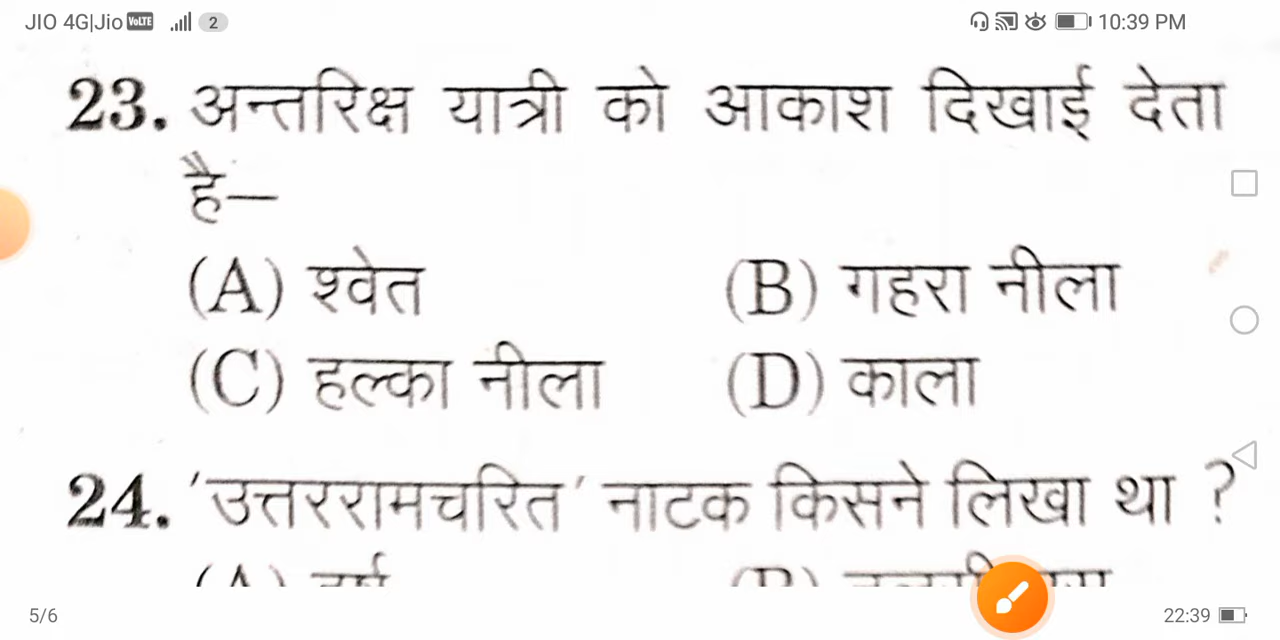 JIO 4G|Jio VoLTE 2 10:39 PM
23. अन्तरिक्ष यात्री को आकाश दिखाई देता
है—
(A) श्वेत (B) गहरा नीला
(C) हल्का नीला (D) काला
24. 'उत्तररामचरित' नाटक किसने लिखा था ?
5/6 22:39